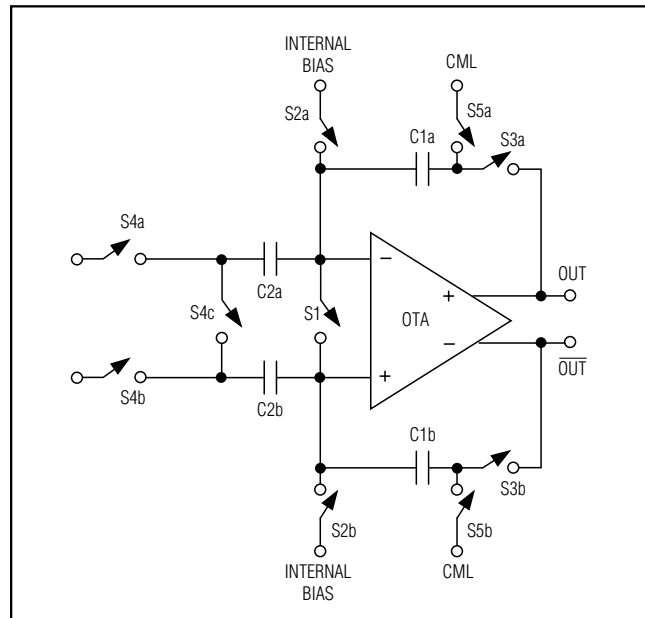 INTERNAL
BIAS
CML
S2a
S5a
C1a
S3a
S4a
C2a
S4c
S1
−
+
OTA
−
+
OUT
OUT
S4b
C2b
C1b
S3b
S2b
S5b
INTERNAL
BIAS
CML